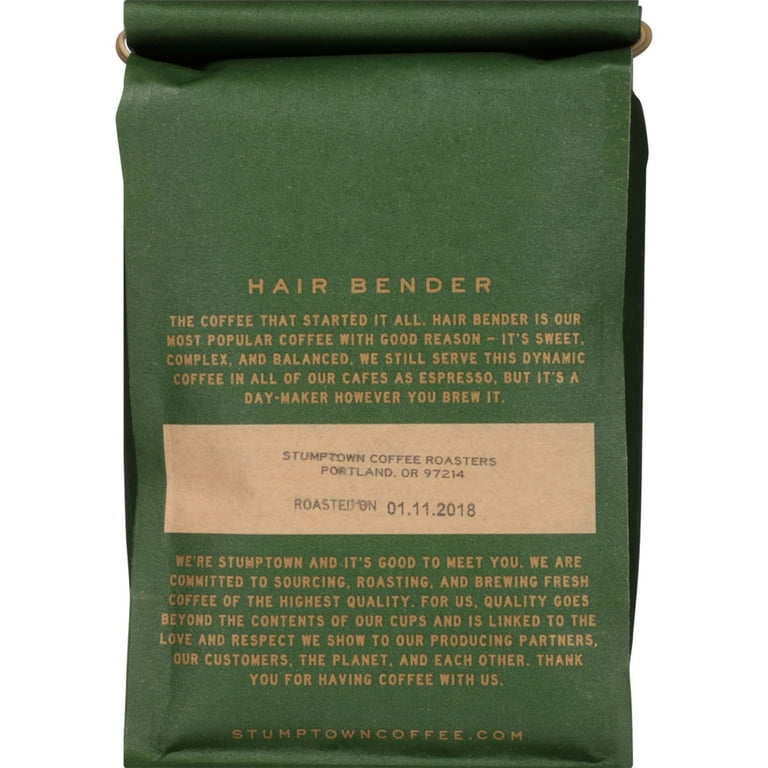 HAIR BENDER
THE COFFEE THAT STARTED IT ALL. HAIR BENDER IS OUR
MOST POPULAR COFFEE WITH GOOD REASON – IT'S SWEET,
COMPLEX, AND BALANCED. WE STILL SERVE THIS DYNAMIC
COFFEE IN ALL OF OUR CAFES AS ESPRESSO, BUT IT'S A
DAY-MAKER HOWEVER YOU BREW IT.
STUMPTOWN COFFEE ROASTERS
PORTLAND, OR 97214
ROASTED ON 01.11.2018
WE'RE STUMPTOWN AND IT'S GOOD TO MEET YOU. WE ARE
COMMITTED TO SOURCING, ROASTING, AND BREWING FRESH
COFFEE OF THE HIGHEST QUALITY. FOR US, QUALITY GOES
BEYOND THE CONTENTS OF OUR CUPS AND IS LINKED TO THE
LOVE AND RESPECT WE SHOW TO OUR PRODUCING PARTNERS,
OUR CUSTOMERS, THE PLANET, AND EACH OTHER. THANK
YOU FOR HAVING COFFEE WITH US.
STUMPTOWNCOFFEE.COM